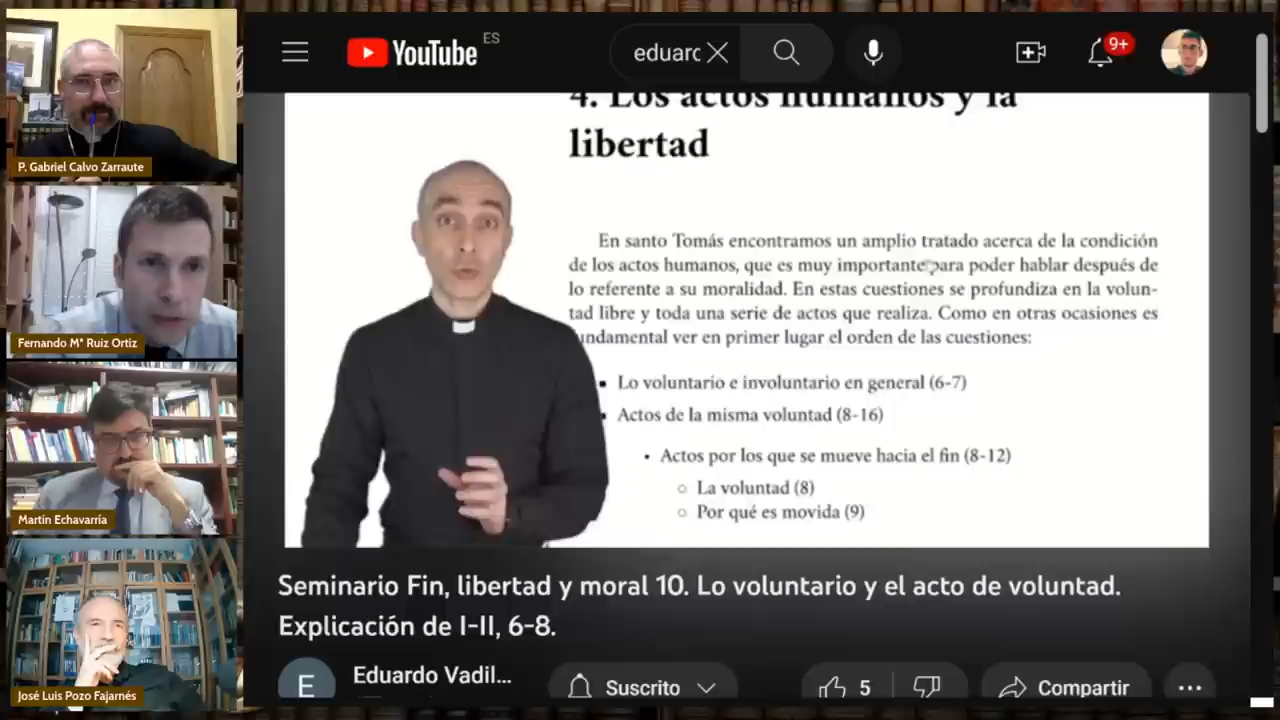 P. Gabriel Calvo Zarraute
Fernando Mª Ruiz Ortiz
Martín Echavarría
José Luis Pozo Fajarnés
YouTube ES
eduarc
9+
4. Los actos humanos y la
libertad
En santo Tomás encontramos un amplio tratado acerca de la condición
de los actos humanos, que es muy importante para poder hablar después de
lo referente a su moralidad. En estas cuestiones se profundiza en la volun-
tad libre y toda una serie de actos que realiza. Como en otras ocasiones es
fundamental ver en primer lugar el orden de las cuestiones:
▪ Lo voluntario e involuntario en general (6-7)
▪ Actos de la misma voluntad (8-16)
• Actos por los que se mueve hacia el fin (8-12)
○ La voluntad (8)
○ Por qué es movida (9)
Seminario Fin, libertad y moral 10. Lo voluntario y el acto de voluntad.
Explicación de I-II, 6-8.
E
Eduardo Vadil...
Suscrito
5
Compartir